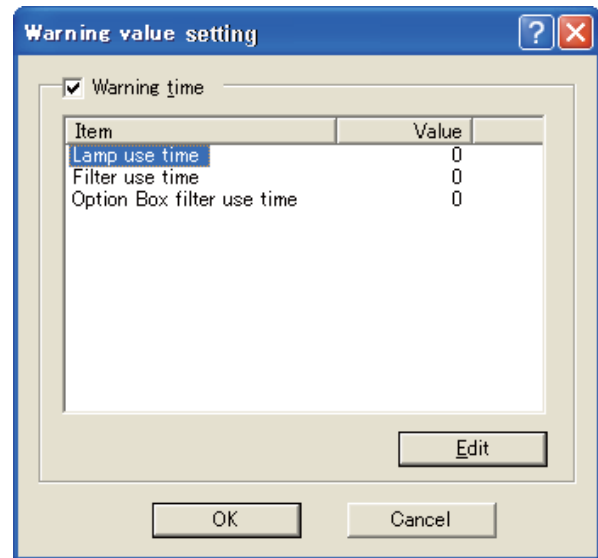 Warning value setting
Warning time
Item Value
Lamp use time 0
Filter use time 0
Option Box filter use time 0
Edit
OK Cancel